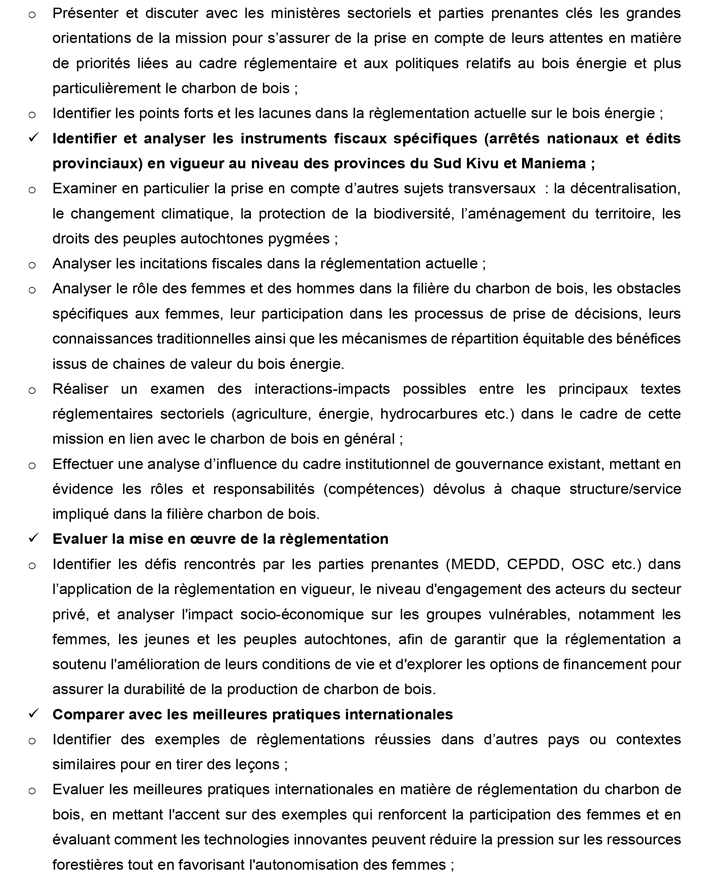 o Présenter et discuter avec les ministères sectoriels et parties prenantes clés les grandes
orientations de la mission pour s’assurer de la prise en compte de leurs attentes en matière
de priorités liées au cadre réglementaire et aux politiques relatifs au bois énergie et plus
particulièrement le charbon de bois ;
o Identifier les points forts et les lacunes dans la règlementation actuelle sur le bois énergie ;
✓ Identifier et analyser les instruments fiscaux spécifiques (arrêtés nationaux et édits
provinciaux) en vigueur au niveau des provinces du Sud Kivu et Maniema ;
o Examiner en particulier la prise en compte d’autres sujets transversaux : la décentralisation,
le changement climatique, la protection de la biodiversité, l’aménagement du territoire, les
droits des peuples autochtones pygmées ;
o Analyser les incitations fiscales dans la réglementation actuelle ;
o Analyser le rôle des femmes et des hommes dans la filière du charbon de bois, les obstacles
spécifiques aux femmes, leur participation dans les processus de prise de décisions, leurs
connaissances traditionnelles ainsi que les mécanismes de répartition équitable des bénéfices
issus de chaines de valeur du bois énergie.
o Réaliser un examen des interactions-impacts possibles entre les principaux textes
réglementaires sectoriels (agriculture, énergie, hydrocarbures etc.) dans le cadre de cette
mission en lien avec le charbon de bois en général ;
o Effectuer une analyse d’influence du cadre institutionnel de gouvernance existant, mettant en
évidence les rôles et responsabilités (compétences) dévolus à chaque structure/service
impliqué dans la filière charbon de bois.
✓ Evaluer la mise en œuvre de la règlementation
o Identifier les défis rencontrés par les parties prenantes (MEDD, CEPDD, OSC etc.) dans
l’application de la règlementation en vigueur, le niveau d'engagement des acteurs du secteur
privé, et analyser l'impact socio-économique sur les groupes vulnérables, notamment les
femmes, les jeunes et les peuples autochtones, afin de garantir que la réglementation a
soutenu l'amélioration de leurs conditions de vie et d'explorer les options de financement pour
assurer la durabilité de la production de charbon de bois.
✓ Comparer avec les meilleures pratiques internationales
o Identifier des exemples de règlementations réussies dans d’autres pays ou contextes
similaires pour en tirer des leçons ;
o Evaluer les meilleures pratiques internationales en matière de réglementation du charbon de
bois, en mettant l'accent sur des exemples qui renforcent la participation des femmes et en
évaluant comment les technologies innovantes peuvent réduire la pression sur les ressources
forestières tout en favorisant l'autonomisation des femmes ;